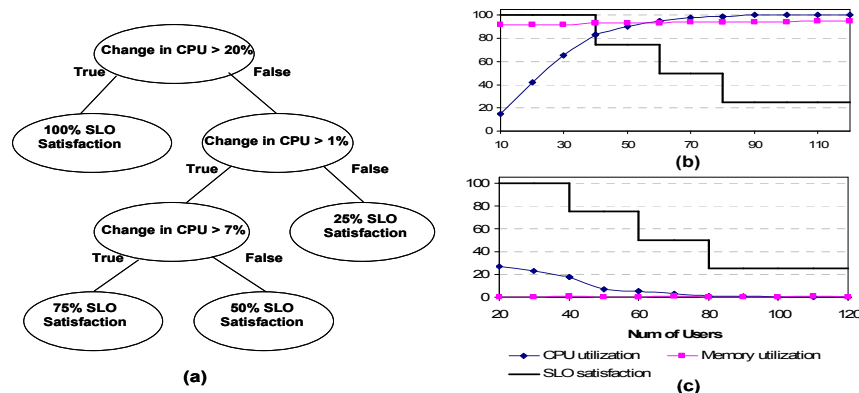 Change in CPU > 20%
True
False
100% SLO
Satisfaction
Change in CPU > 1%
True
False
Change in CPU > 7%
25% SLO
Satisfaction
True
False
75% SLO
Satisfaction
50% SLO
Satisfaction
(a)
100
80
60
40
20
0
10
30
50
70
90
110
(b)
100
80
60
40
20
0
20
40
60
80
100
120
Num of Users
CPU utilization
Memory utilization
SLO satisfaction
(c)